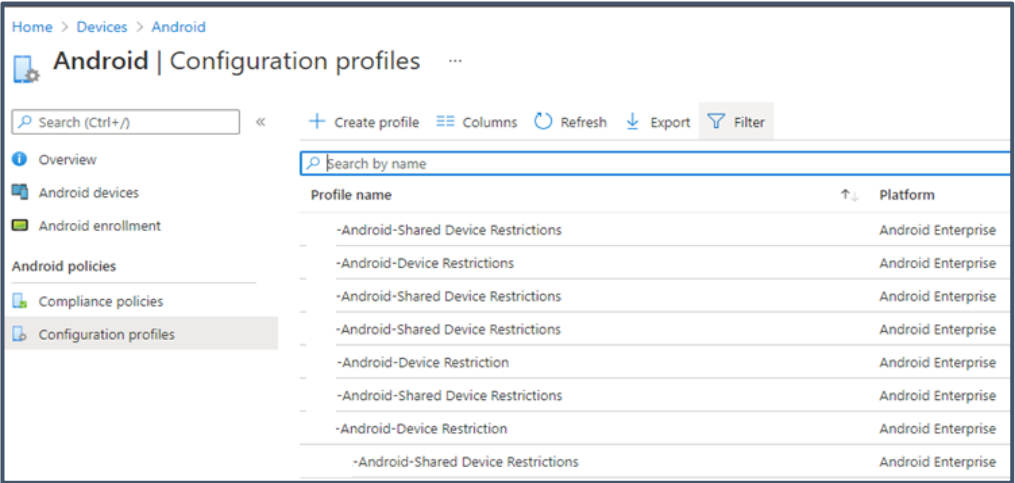 Home > Devices > Android
Android | Configuration profiles ...
Search (Ctrl+/) «
Overview
Android devices
Android enrollment
Android policies
Compliance policies
Configuration profiles
+ Create profile Columns Refresh Export Filter
Search by name
Profile name ↑↓ Platform
-Android-Shared Device Restrictions Android Enterprise
-Android-Device Restrictions Android Enterprise
-Android-Shared Device Restrictions Android Enterprise
-Android-Shared Device Restrictions Android Enterprise
-Android-Device Restriction Android Enterprise
-Android-Shared Device Restrictions Android Enterprise
-Android-Device Restriction Android Enterprise
-Android-Shared Device Restrictions Android Enterprise